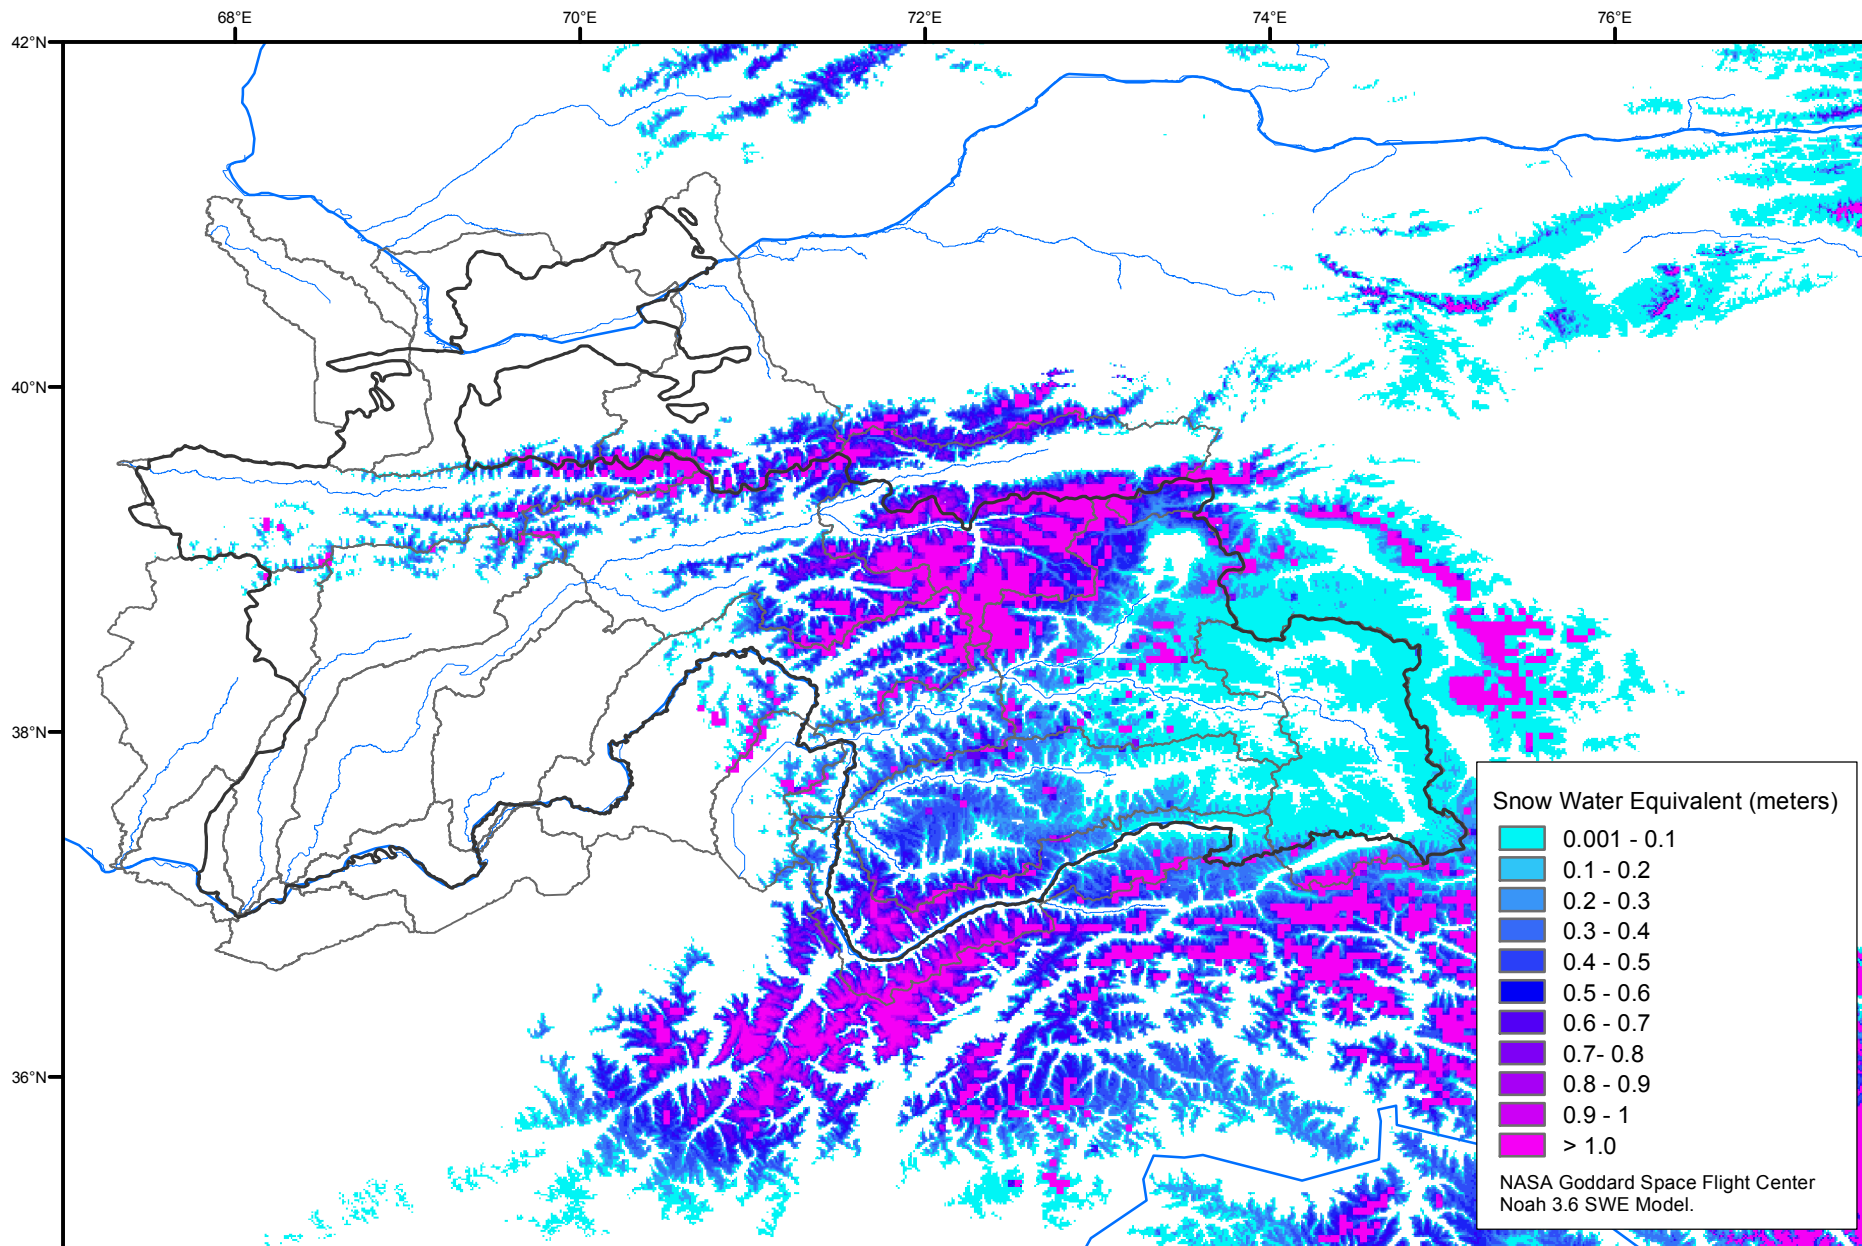 68°E 70°E 72°E 74°E 76°E
42°N
40°N
38°N
36°N
Snow Water Equivalent (meters)
0.001 - 0.1
0.1 - 0.2
0.2 - 0.3
0.3 - 0.4
0.4 - 0.5
0.5 - 0.6
0.6 - 0.7
0.7- 0.8
0.8 - 0.9
0.9 - 1
> 1.0
NASA Goddard Space Flight Center
Noah 3.6 SWE Model.